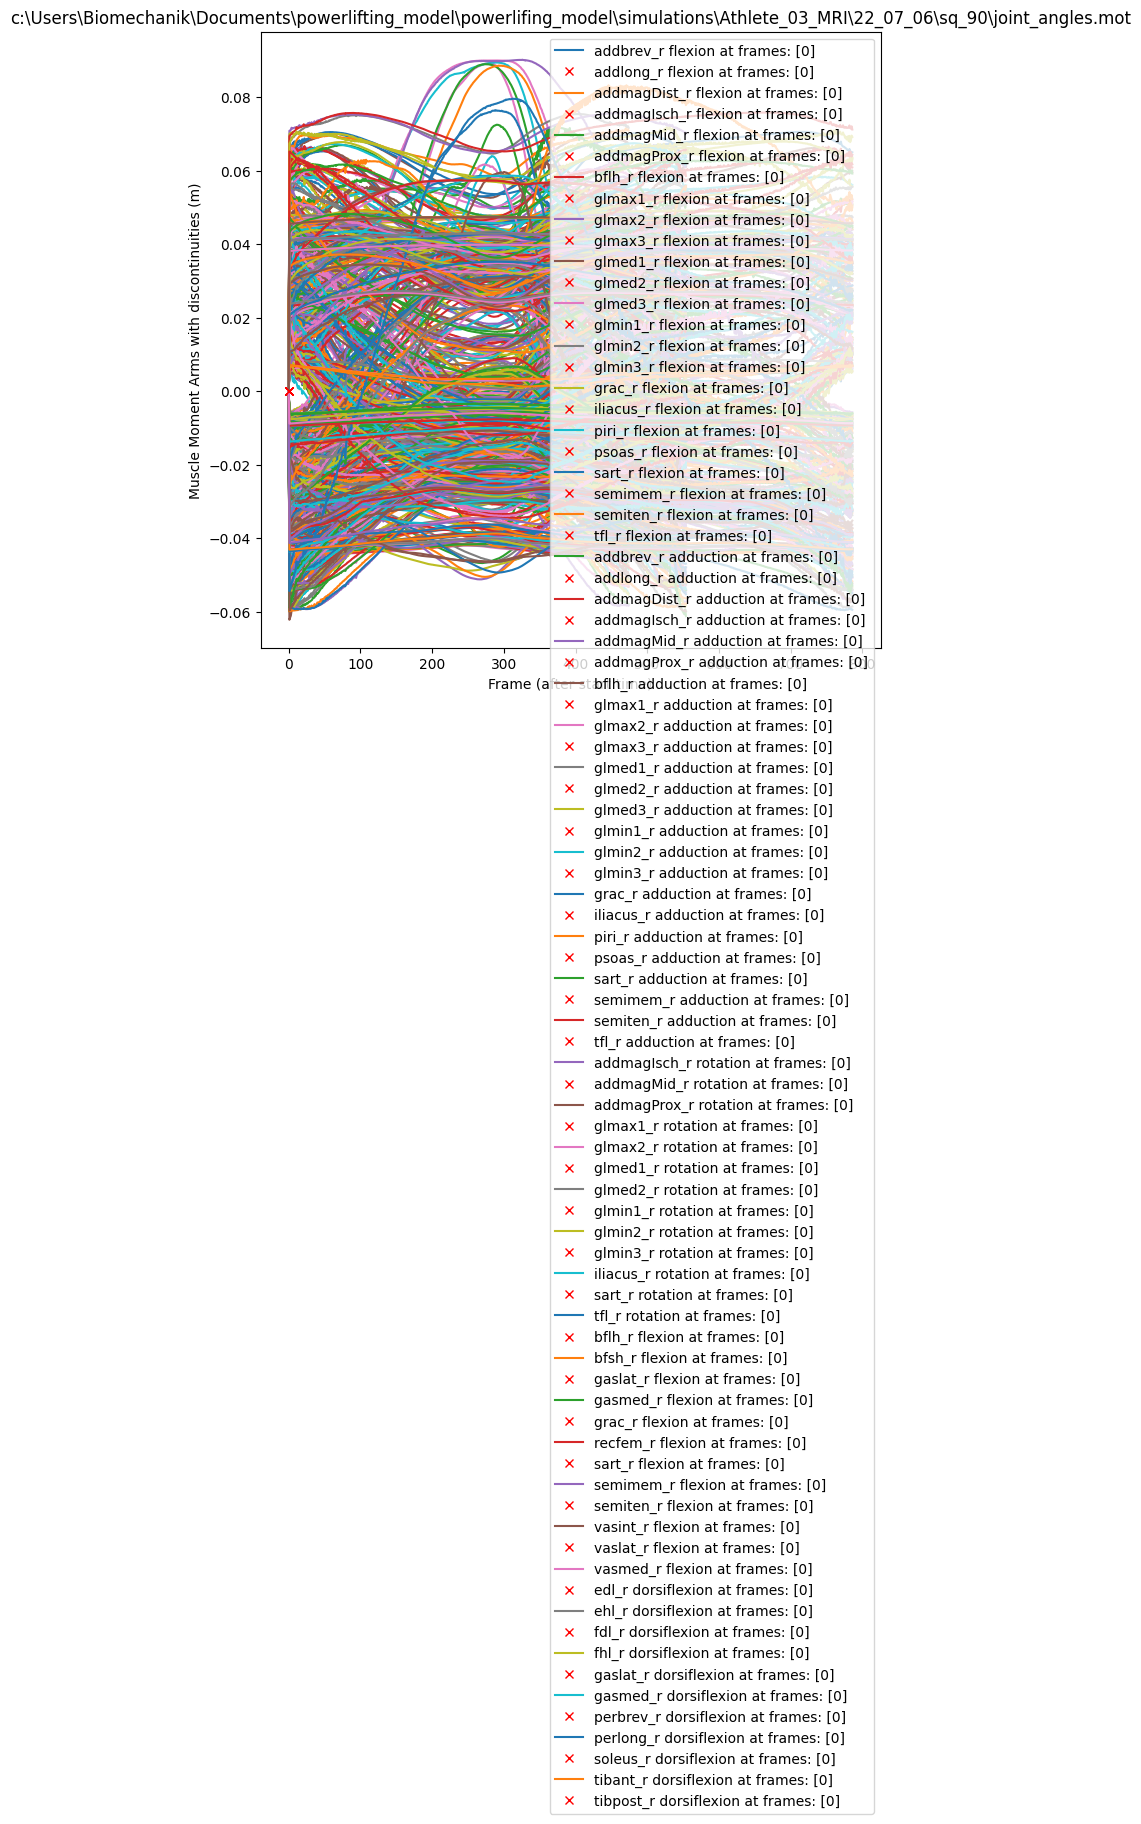 c:\Users\Biomechanik\Documents\powerlifting_model\powerlifing_model\simulations\Athlete_03_MRI\22_07_06\sq_90\joint_angles.mot
Muscle Moment Arms with discontinuities (m)
0.08
0.06
0.04
0.02
0.00
−0.02
−0.04
−0.06
0
100
200
300
Frame (after
addbrev_r flexion at frames: [0]
addlong_r flexion at frames: [0]
addmagDist_r flexion at frames: [0]
addmagIsch_r flexion at frames: [0]
addmagMid_r flexion at frames: [0]
addmagProx_r flexion at frames: [0]
bflh_r flexion at frames: [0]
glmax1_r flexion at frames: [0]
glmax2_r flexion at frames: [0]
glmax3_r flexion at frames: [0]
glmed1_r flexion at frames: [0]
glmed2_r flexion at frames: [0]
glmed3_r flexion at frames: [0]
glmin1_r flexion at frames: [0]
glmin2_r flexion at frames: [0]
glmin3_r flexion at frames: [0]
grac_r flexion at frames: [0]
iliacus_r flexion at frames: [0]
piri_r flexion at frames: [0]
psoas_r flexion at frames: [0]
sart_r flexion at frames: [0]
semimem_r flexion at frames: [0]
semiten_r flexion at frames: [0]
tfl_r flexion at frames: [0]
addbrev_r adduction at frames: [0]
addlong_r adduction at frames: [0]
addmagDist_r adduction at frames: [0]
addmagIsch_r adduction at frames: [0]
addmagMid_r adduction at frames: [0]
addmagProx_r adduction at frames: [0]
bflh_r adduction at frames: [0]
glmax1_r adduction at frames: [0]
glmax2_r adduction at frames: [0]
glmax3_r adduction at frames: [0]
glmed1_r adduction at frames: [0]
glmed2_r adduction at frames: [0]
glmed3_r adduction at frames: [0]
glmin1_r adduction at frames: [0]
glmin2_r adduction at frames: [0]
glmin3_r adduction at frames: [0]
grac_r adduction at frames: [0]
iliacus_r adduction at frames: [0]
piri_r adduction at frames: [0]
psoas_r adduction at frames: [0]
sart_r adduction at frames: [0]
semimem_r adduction at frames: [0]
semiten_r adduction at frames: [0]
tfl_r adduction at frames: [0]
addmagIsch_r rotation at frames: [0]
addmagMid_r rotation at frames: [0]
addmagProx_r rotation at frames: [0]
glmax1_r rotation at frames: [0]
glmax2_r rotation at frames: [0]
glmed1_r rotation at frames: [0]
glmed2_r rotation at frames: [0]
glmin1_r rotation at frames: [0]
glmin2_r rotation at frames: [0]
glmin3_r rotation at frames: [0]
iliacus_r rotation at frames: [0]
sart_r rotation at frames: [0]
tfl_r rotation at frames: [0]
bflh_r flexion at frames: [0]
bfsh_r flexion at frames: [0]
gaslat_r flexion at frames: [0]
gasmed_r flexion at frames: [0]
grac_r flexion at frames: [0]
recfem_r flexion at frames: [0]
sart_r flexion at frames: [0]
semimem_r flexion at frames: [0]
semiten_r flexion at frames: [0]
vasint_r flexion at frames: [0]
vaslat_r flexion at frames: [0]
vasmed_r flexion at frames: [0]
edl_r dorsiflexion at frames: [0]
ehl_r dorsiflexion at frames: [0]
fdl_r dorsiflexion at frames: [0]
fhl_r dorsiflexion at frames: [0]
gaslat_r dorsiflexion at frames: [0]
gasmed_r dorsiflexion at frames: [0]
perbrev_r dorsiflexion at frames: [0]
perlong_r dorsiflexion at frames: [0]
soleus_r dorsiflexion at frames: [0]
tibant_r dorsiflexion at frames: [0]
tibpost_r dorsiflexion at frames: [0]